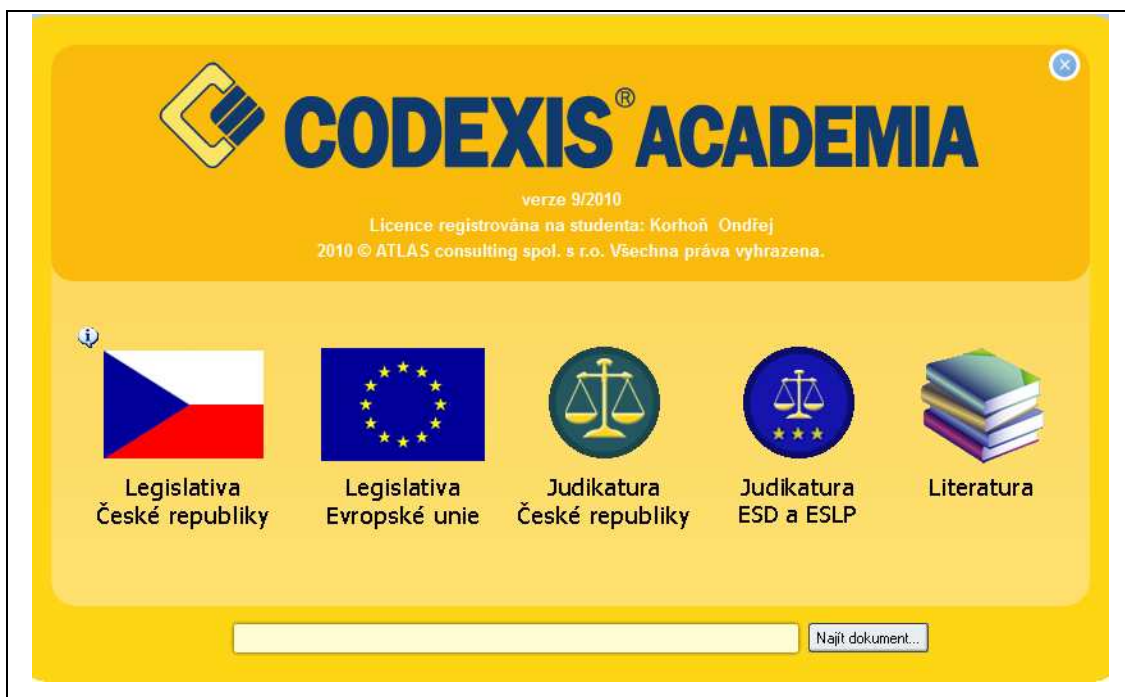 CODEXIS® ACADEMIA
verze 9/2010
Licence registrována na studenta: Korhoň Ondřej
2010 © ATLAS consulting spol. s r.o. Všechna práva vyhrazena.
Legislativa
České republiky
Legislativa
Evropské unie
Judikatura
České republiky
Judikatura
ESD a ESLP
Literatura
Najít dokument...